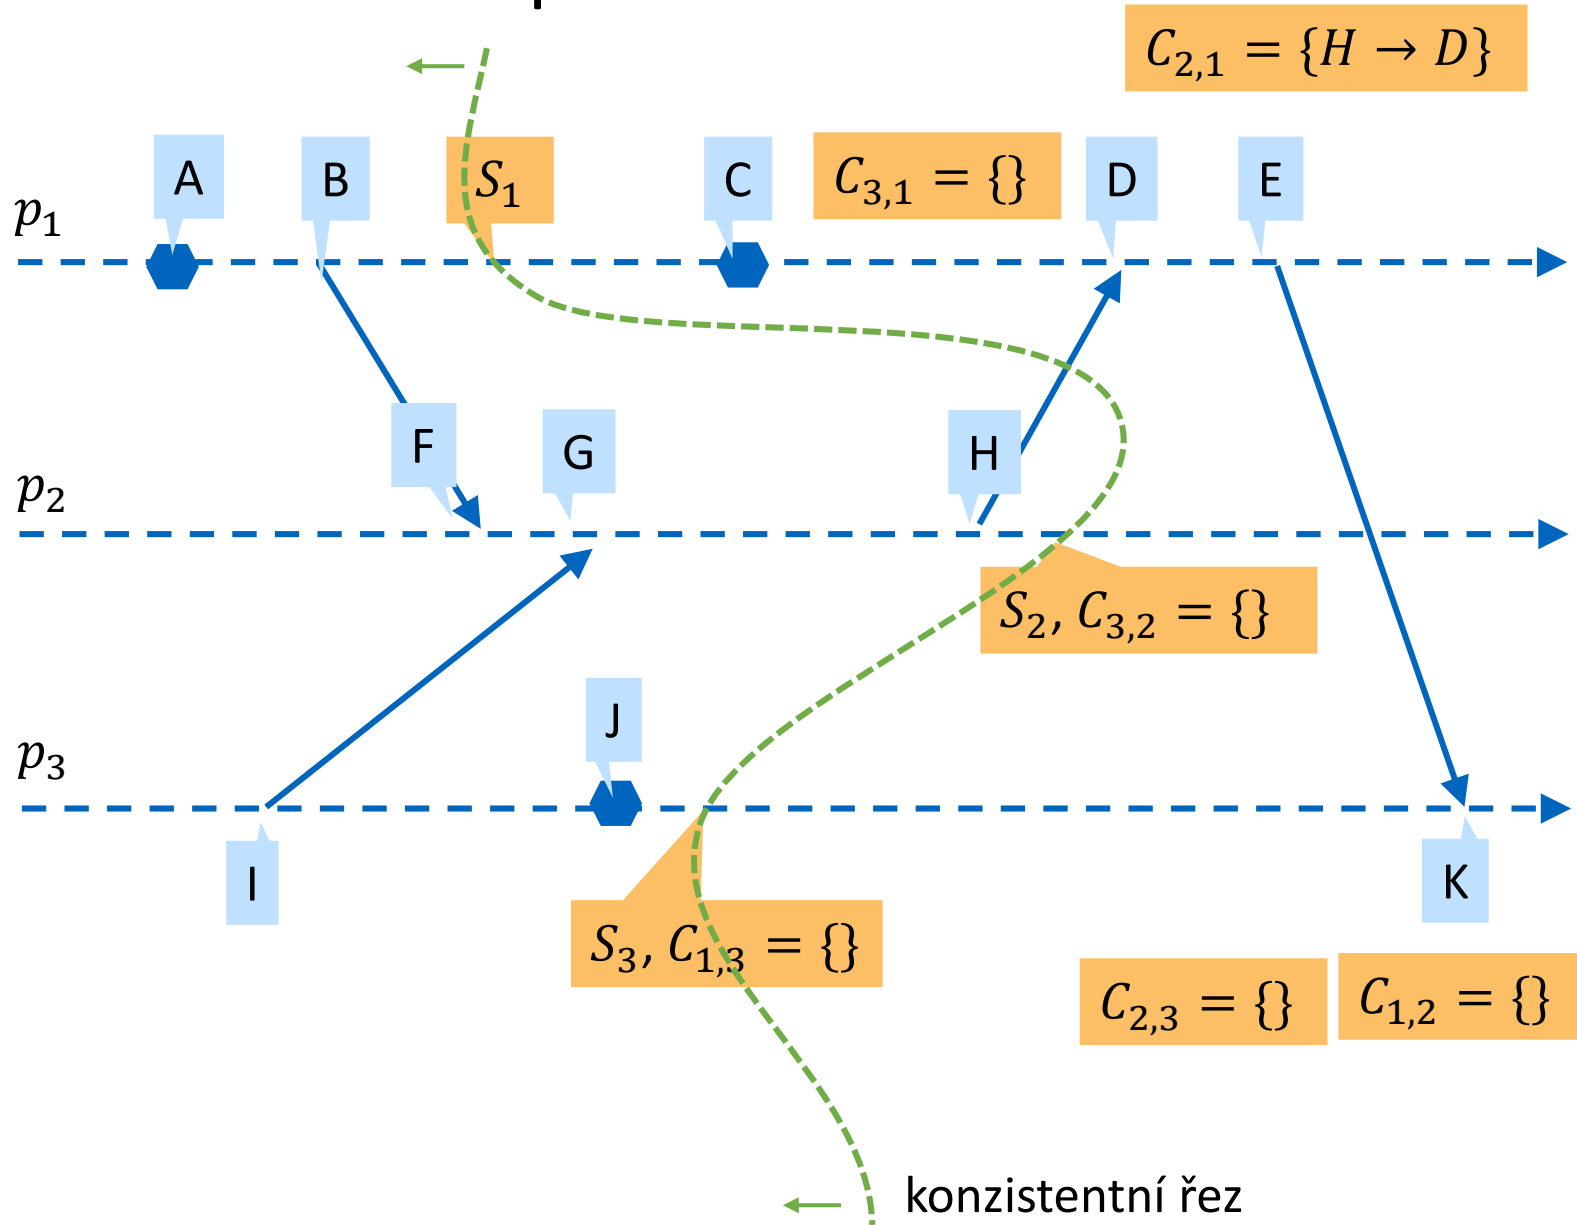 C₂,₁ = {H → D}
A
B
S₁
C
C₃,₁ = {}
D
E
p₁
F
G
H
p₂
S₂, C₃,₂ = {}
J
p₃
I
K
S₃, C₁,₃ = {}
C₂,₃ = {}
C₁,₂ = {}
konzistentní řez